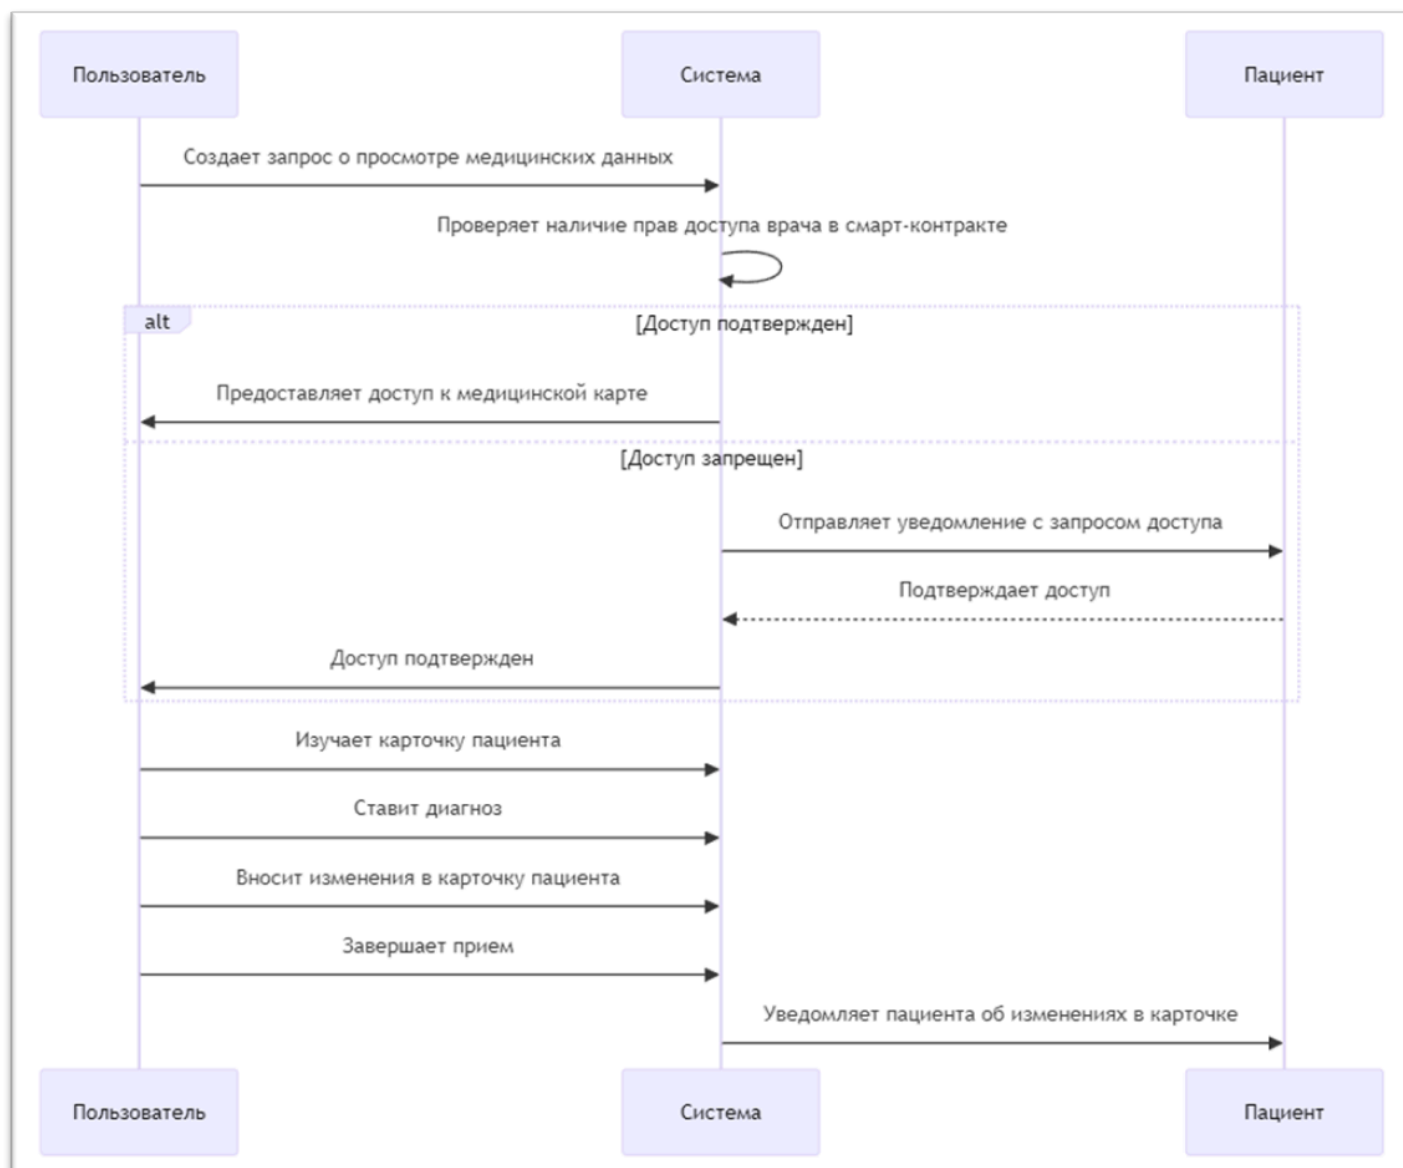 Пользователь
Система
Пациент
Создает запрос о просмотре медицинских данных
Проверяет наличие прав доступа врача в смарт-контракте
alt
[Доступ подтвержден]
Предоставляет доступ к медицинской карте
[Доступ запрещен]
Отправляет уведомление с запросом доступа
Подтверждает доступ
Доступ подтвержден
Изучает карточку пациента
Ставит диагноз
Вносит изменения в карточку пациента
Завершает прием
Уведомляет пациента об изменениях в карточке
Пользователь
Система
Пациент